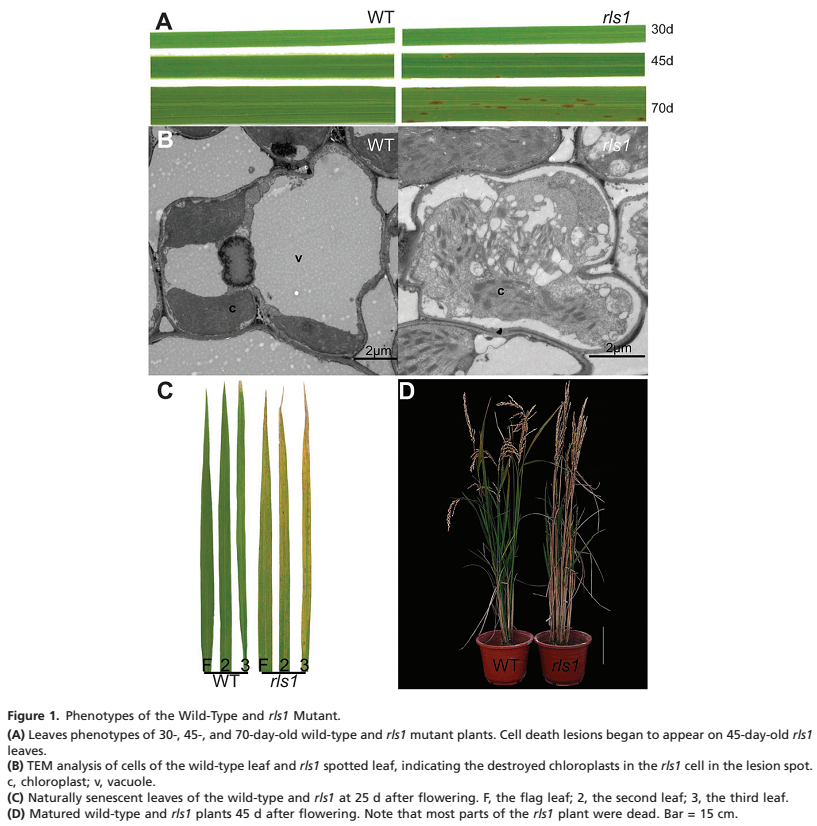 A
WT
rls1
30d
45d
70d
B
WT
rls1
v
c
c
2μm
2μm
C
D
F 2 3 F 2 3
WT rls1
WT rls1
Figure 1. Phenotypes of the Wild-Type and rls1 Mutant.
(A) Leaves phenotypes of 30-, 45-, and 70-day-old wild-type and rls1 mutant plants. Cell death lesions began to appear on 45-day-old rls1
leaves.
(B) TEM analysis of cells of the wild-type leaf and rls1 spotted leaf, indicating the destroyed chloroplasts in the rls1 cell in the lesion spot.
c, chloroplast; v, vacuole.
(C) Naturally senescent leaves of the wild-type and rls1 at 25 d after flowering. F, the flag leaf; 2, the second leaf; 3, the third leaf.
(D) Matured wild-type and rls1 plants 45 d after flowering. Note that most parts of the rls1 plant were dead. Bar = 15 cm.